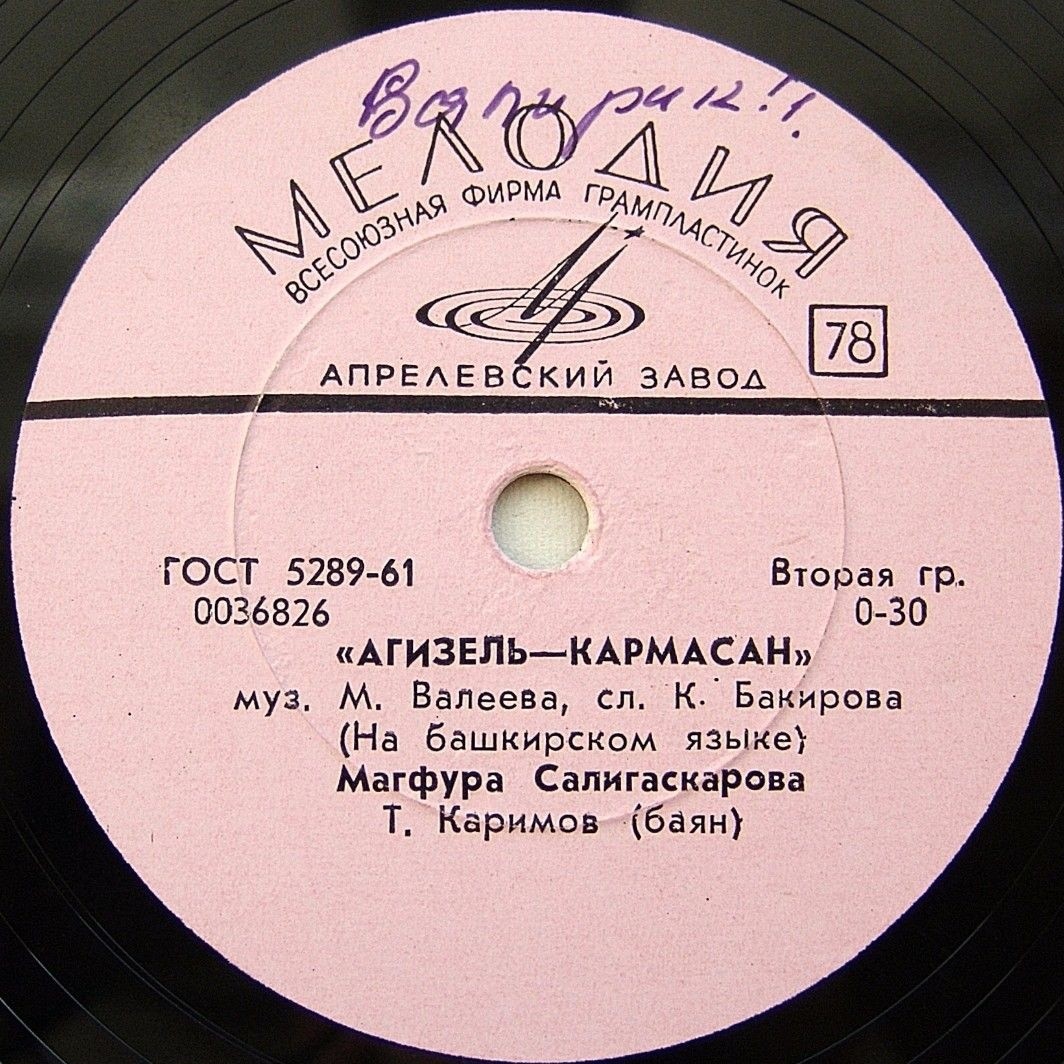 МЕЛОДИЯ
ВСЕСОЮЗНАЯ ФИРМА ГРАМПЛАСТИНОК
78
АПРЕЛЕВСКИЙ ЗАВОД
ГОСТ 5289-61 Вторая гр.
0036826 0-30
«АГИЗЕЛЬ—КАРМАСАН»
муз. М. Валеева, сл. К. Бакирова
(На башкирском языке)
Магфура Салигаскарова
Т. Каримов (баян)